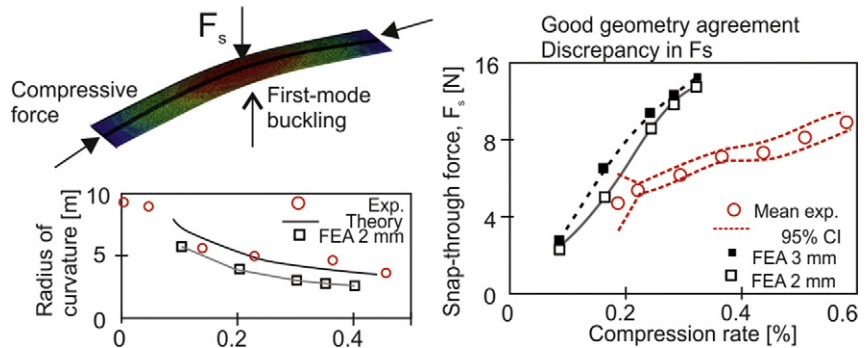 Fs
Compressive
force
First-mode
buckling
Radius of
curvature [m]
10
5
0
0
0.2
0.4
Exp.
Theory
FEA 2 mm
Good geometry agreement
Discrepancy in Fs
Snap-through force, Fs [N]
16
8
4
0
0
0.2
0.4
0.6
Compression rate [%]
Mean exp.
95% CI
FEA 3 mm
FEA 2 mm